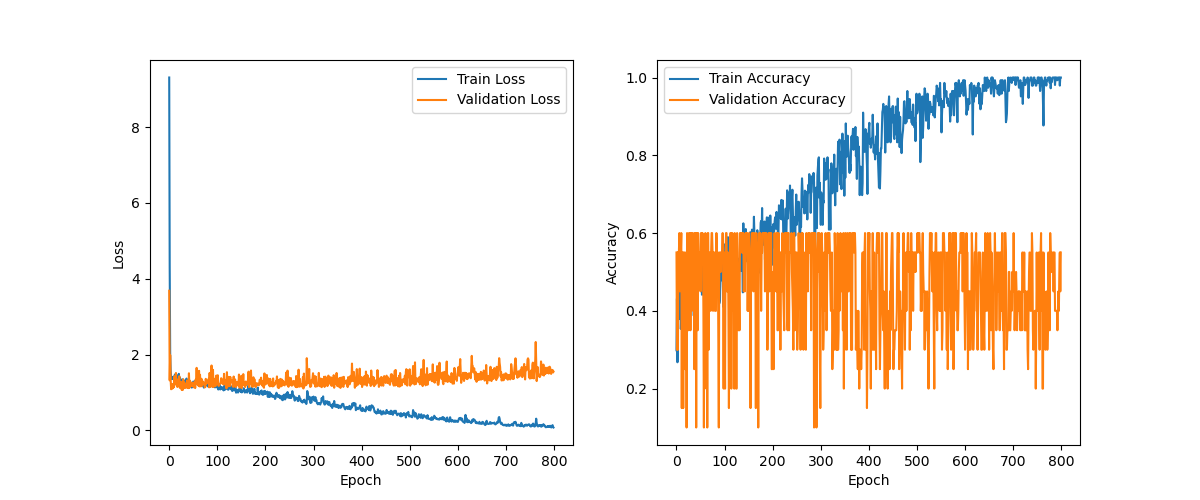 Train Loss
Validation Loss
8
6
4
2
0
Loss
0 100 200 300 400 500 600 700 800
Epoch
Train Accuracy
Validation Accuracy
1.0
0.8
0.6
0.4
0.2
Accuracy
0 100 200 300 400 500 600 700 800
Epoch